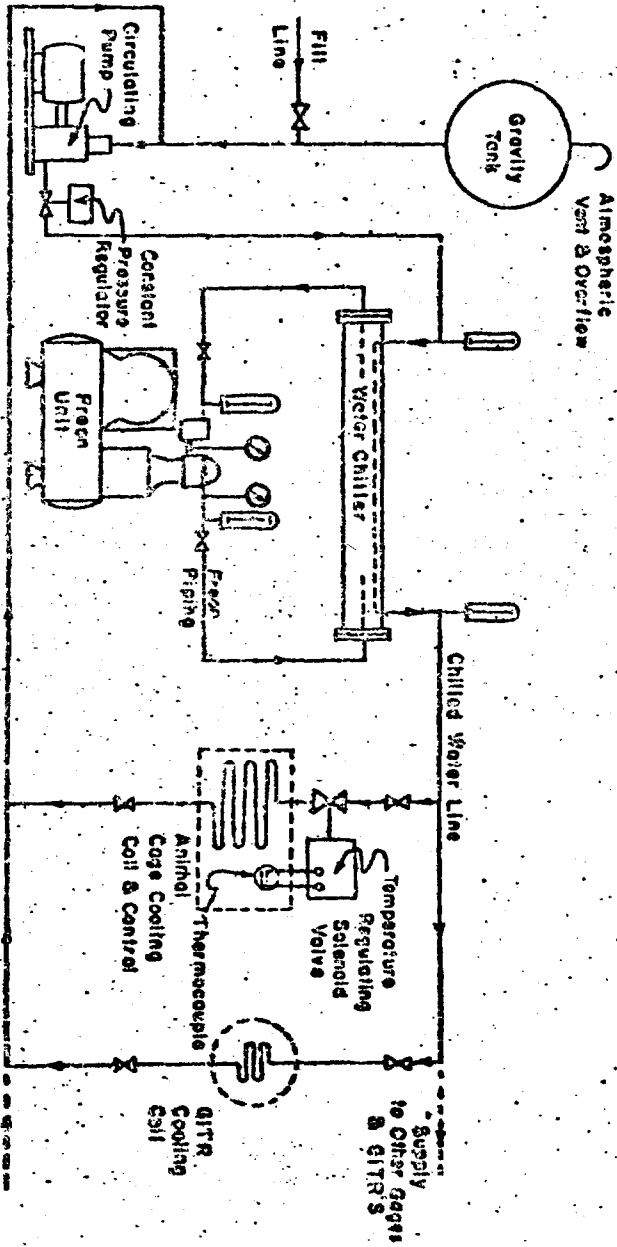 Atmospheric
Vent & Overflow
Gravity
Tank
Fill
Line
Circulating
Pump
Constant
Pressure
Regulator
Water Chiller
Freon
Unit
Freon
Piping
Chilled Water Line
Temperature
Regulating
Solenoid
Valve
Thermocouple
Animal
Cage Cooling
Coil & Control
GITR
Cooling
Coil
Supply
to Other Cages
& GITR'S